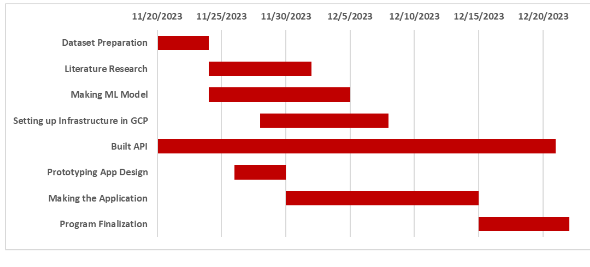 11/20/2023 11/25/2023 11/30/2023 12/5/2023 12/10/2023 12/15/2023 12/20/2023
Dataset Preparation
Literature Research
Making ML Model
Setting up Infrastructure in GCP
Built API
Prototyping App Design
Making the Application
Program Finalization